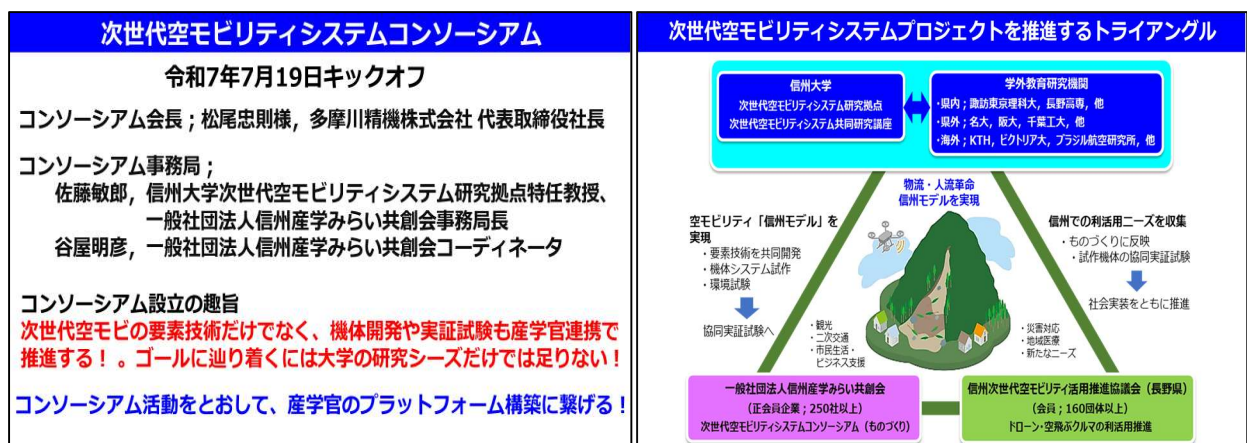 次世代空モビリティシステムコンソーシアム
令和7年7月19日キックオフ
コンソーシアム会長；松尾忠則様，多摩川精機株式会社 代表取締役社長
コンソーシアム事務局；
佐藤敏郎，信州大学次世代空モビリティシステム研究拠点特任教授、
一般社団法人信州産学みらい共創会事務局長
谷屋明彦，一般社団法人信州産学みらい共創会コーディネータ
コンソーシアム設立の趣旨
次世代空モビの要素技術だけでなく、機体開発や実証試験も産学官連携で
推進する！。ゴールに辿り着くには大学の研究シーズだけでは足りない！
コンソーシアム活動をとおして、産学官のプラットフォーム構築に繋げる！
次世代空モビリティシステムプロジェクトを推進するトライアングル
信州大学
次世代空モビリティシステム研究拠点
次世代空モビリティシステム共同研究講座
学外教育研究機関
・県内；諏訪東京理科大，長野高専，他
・県外；名大，阪大，千葉工大，他
・海外；KTH，ビクトリア大，ブラジル航空研究所，他
物流・人流革命
信州モデルを実現
空モビリティ「信州モデル」を
実現
・要素技術を共同開発
・機体システム試作
・環境試験
協同実証試験へ
信州での利活用ニーズを収集
・ものづくりに反映
・試作機体の協同実証試験
社会実装をともに推進
・観光
・二次交通
・市民生活・
ビジネス支援
・災害対応
・地域医療
・新たなニーズ
一般社団法人信州産学みらい共創会
（正会員企業；250社以上）
次世代空モビリティシステムコンソーシアム（ものづくり）
信州次世代空モビリティ活用推進協議会（長野県）
（会員；160団体以上）
ドローン・空飛ぶクルマの利活用推進